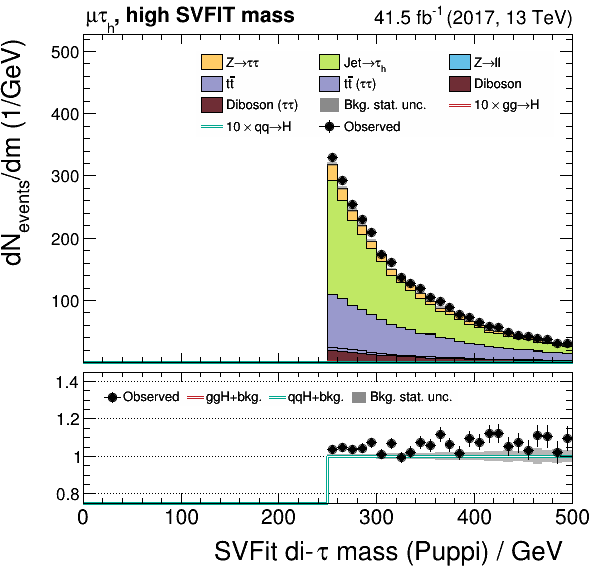 μτh, high SVFIT mass 41.5 fb⁻¹ (2017, 13 TeV)
Z→ττ Jet→τh Z→ll
tt̄ tt̄ (ττ) Diboson
Diboson (ττ) Bkg. stat. unc. 10 × gg→H
10 × qq→H Observed
dNevents/dm (1/GeV)
500
400
300
200
100
Observed ggH+bkg. qqH+bkg. Bkg. stat. unc.
1.4
1.2
1
0.8
0 100 200 300 400 500
SVFit di-τ mass (Puppi) / GeV